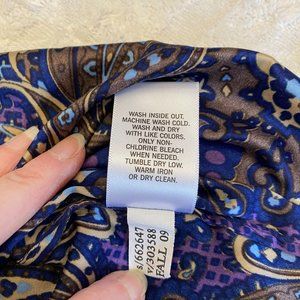 WASH INSIDE OUT.
MACHINE WASH COLD.
WASH AND DRY
WITH LIKE COLORS.
ONLY NON-
CHLORINE BLEACH
WHEN NEEDED.
TUMBLE DRY LOW.
WARM IRON
OR DRY CLEAN.
S/662647
V/303588
FALL 09